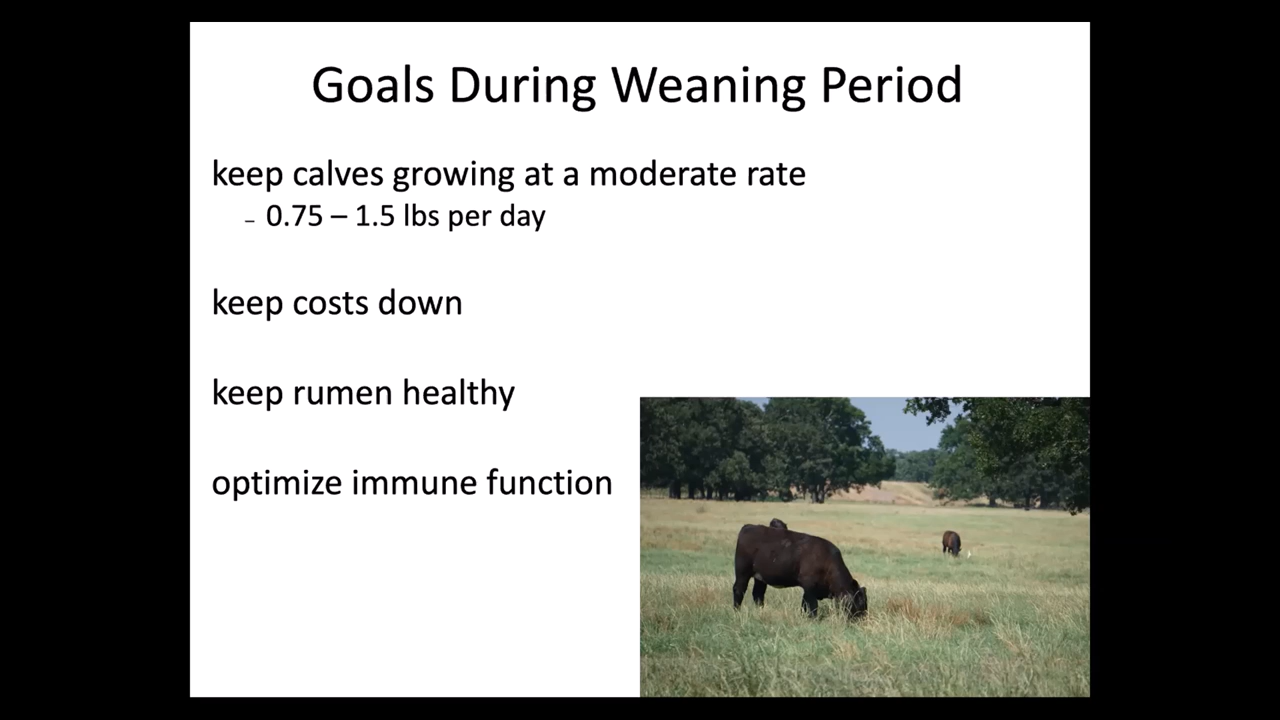 Goals During Weaning Period
keep calves growing at a moderate rate
– 0.75 – 1.5 lbs per day
keep costs down
keep rumen healthy
optimize immune function